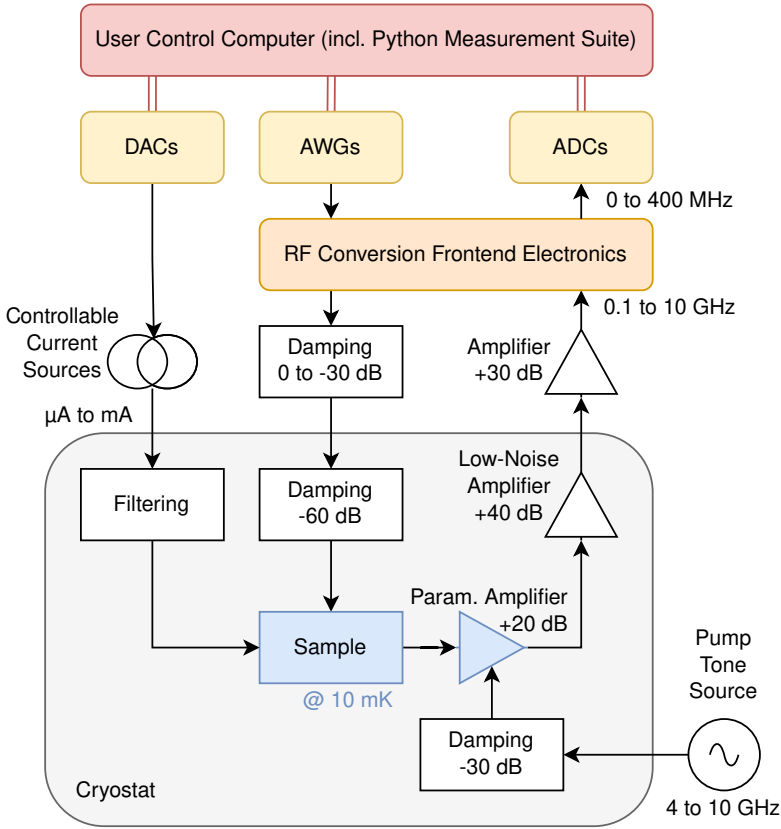 User Control Computer (incl. Python Measurement Suite)
DACs
AWGs
ADCs
0 to 400 MHz
RF Conversion Frontend Electronics
0.1 to 10 GHz
Controllable
Current
Sources
µA to mA
Damping
0 to -30 dB
Amplifier
+30 dB
Filtering
Damping
-60 dB
Low-Noise
Amplifier
+40 dB
Sample
@ 10 mK
Param. Amplifier
+20 dB
Damping
-30 dB
Pump
Tone
Source
4 to 10 GHz
Cryostat